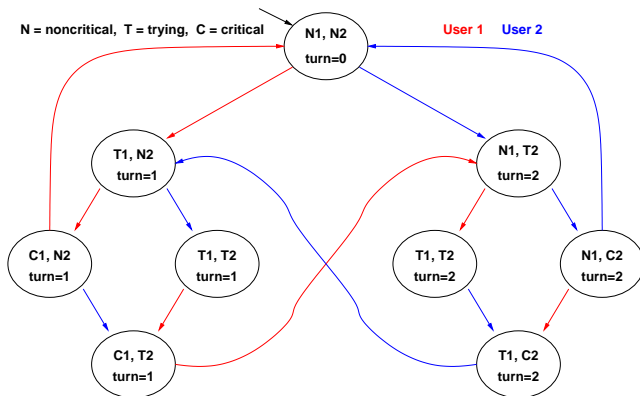 N = noncritical, T = trying, C = critical
User 1 User 2
N1, N2
turn=0
T1, N2
turn=1
N1, T2
turn=2
C1, N2
turn=1
T1, T2
turn=1
T1, T2
turn=2
N1, C2
turn=2
C1, T2
turn=1
T1, C2
turn=2